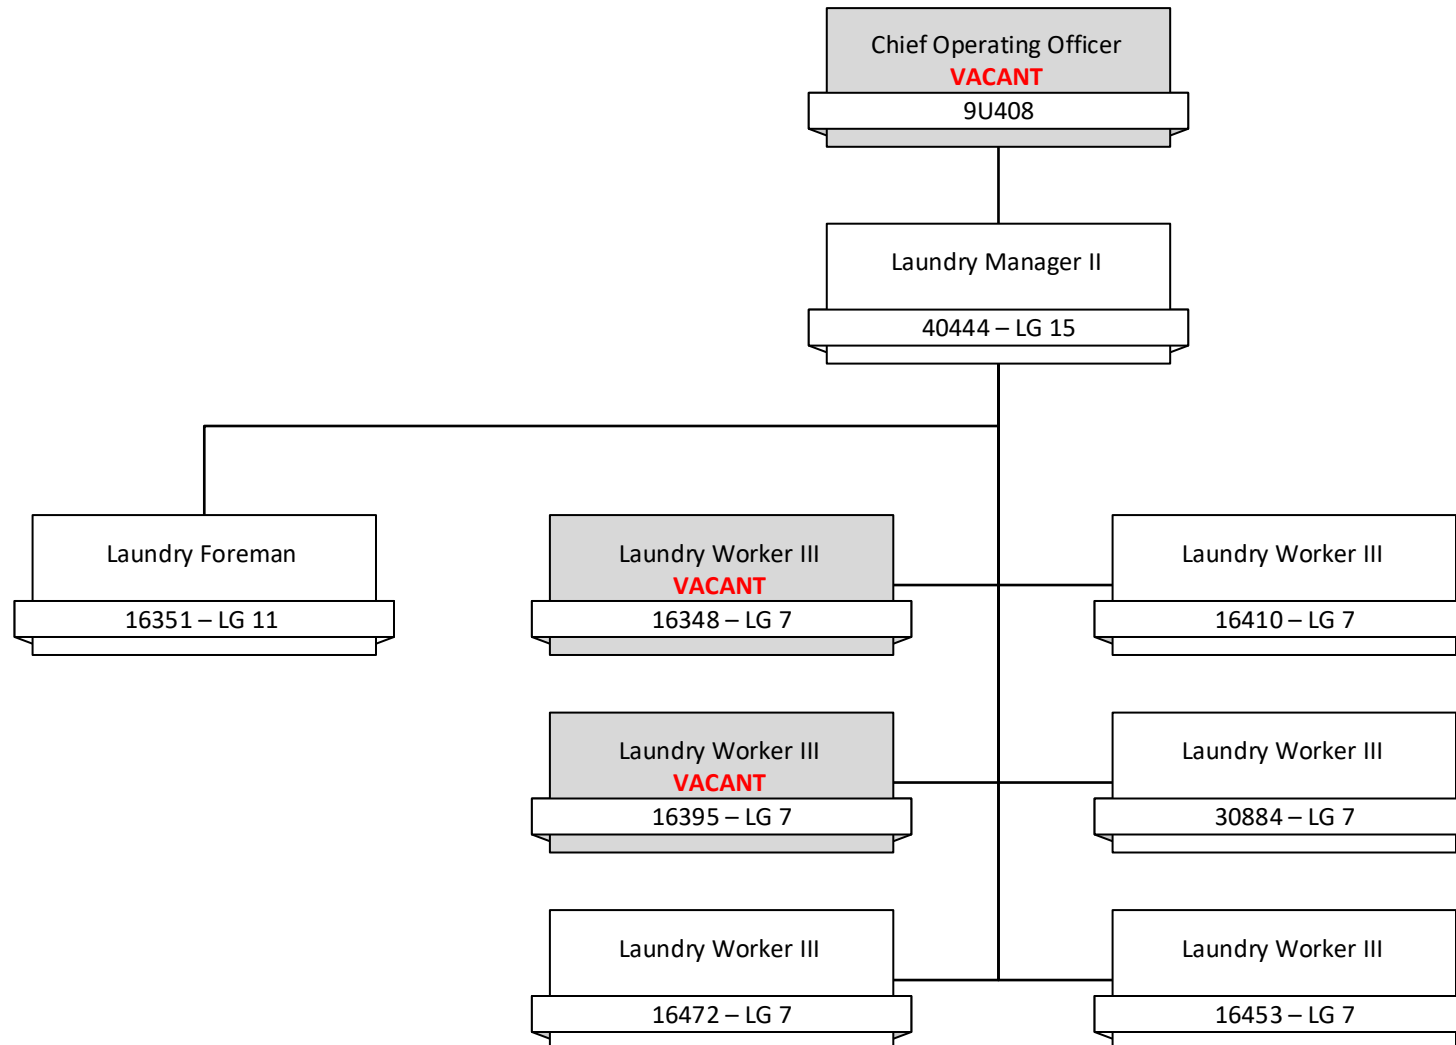 Chief Operating Officer
VACANT
9U408
Laundry Manager II
40444 – LG 15
Laundry Foreman
16351 – LG 11
Laundry Worker III
VACANT
16348 – LG 7
Laundry Worker III
16410 – LG 7
Laundry Worker III
VACANT
16395 – LG 7
Laundry Worker III
30884 – LG 7
Laundry Worker III
16472 – LG 7
Laundry Worker III
16453 – LG 7